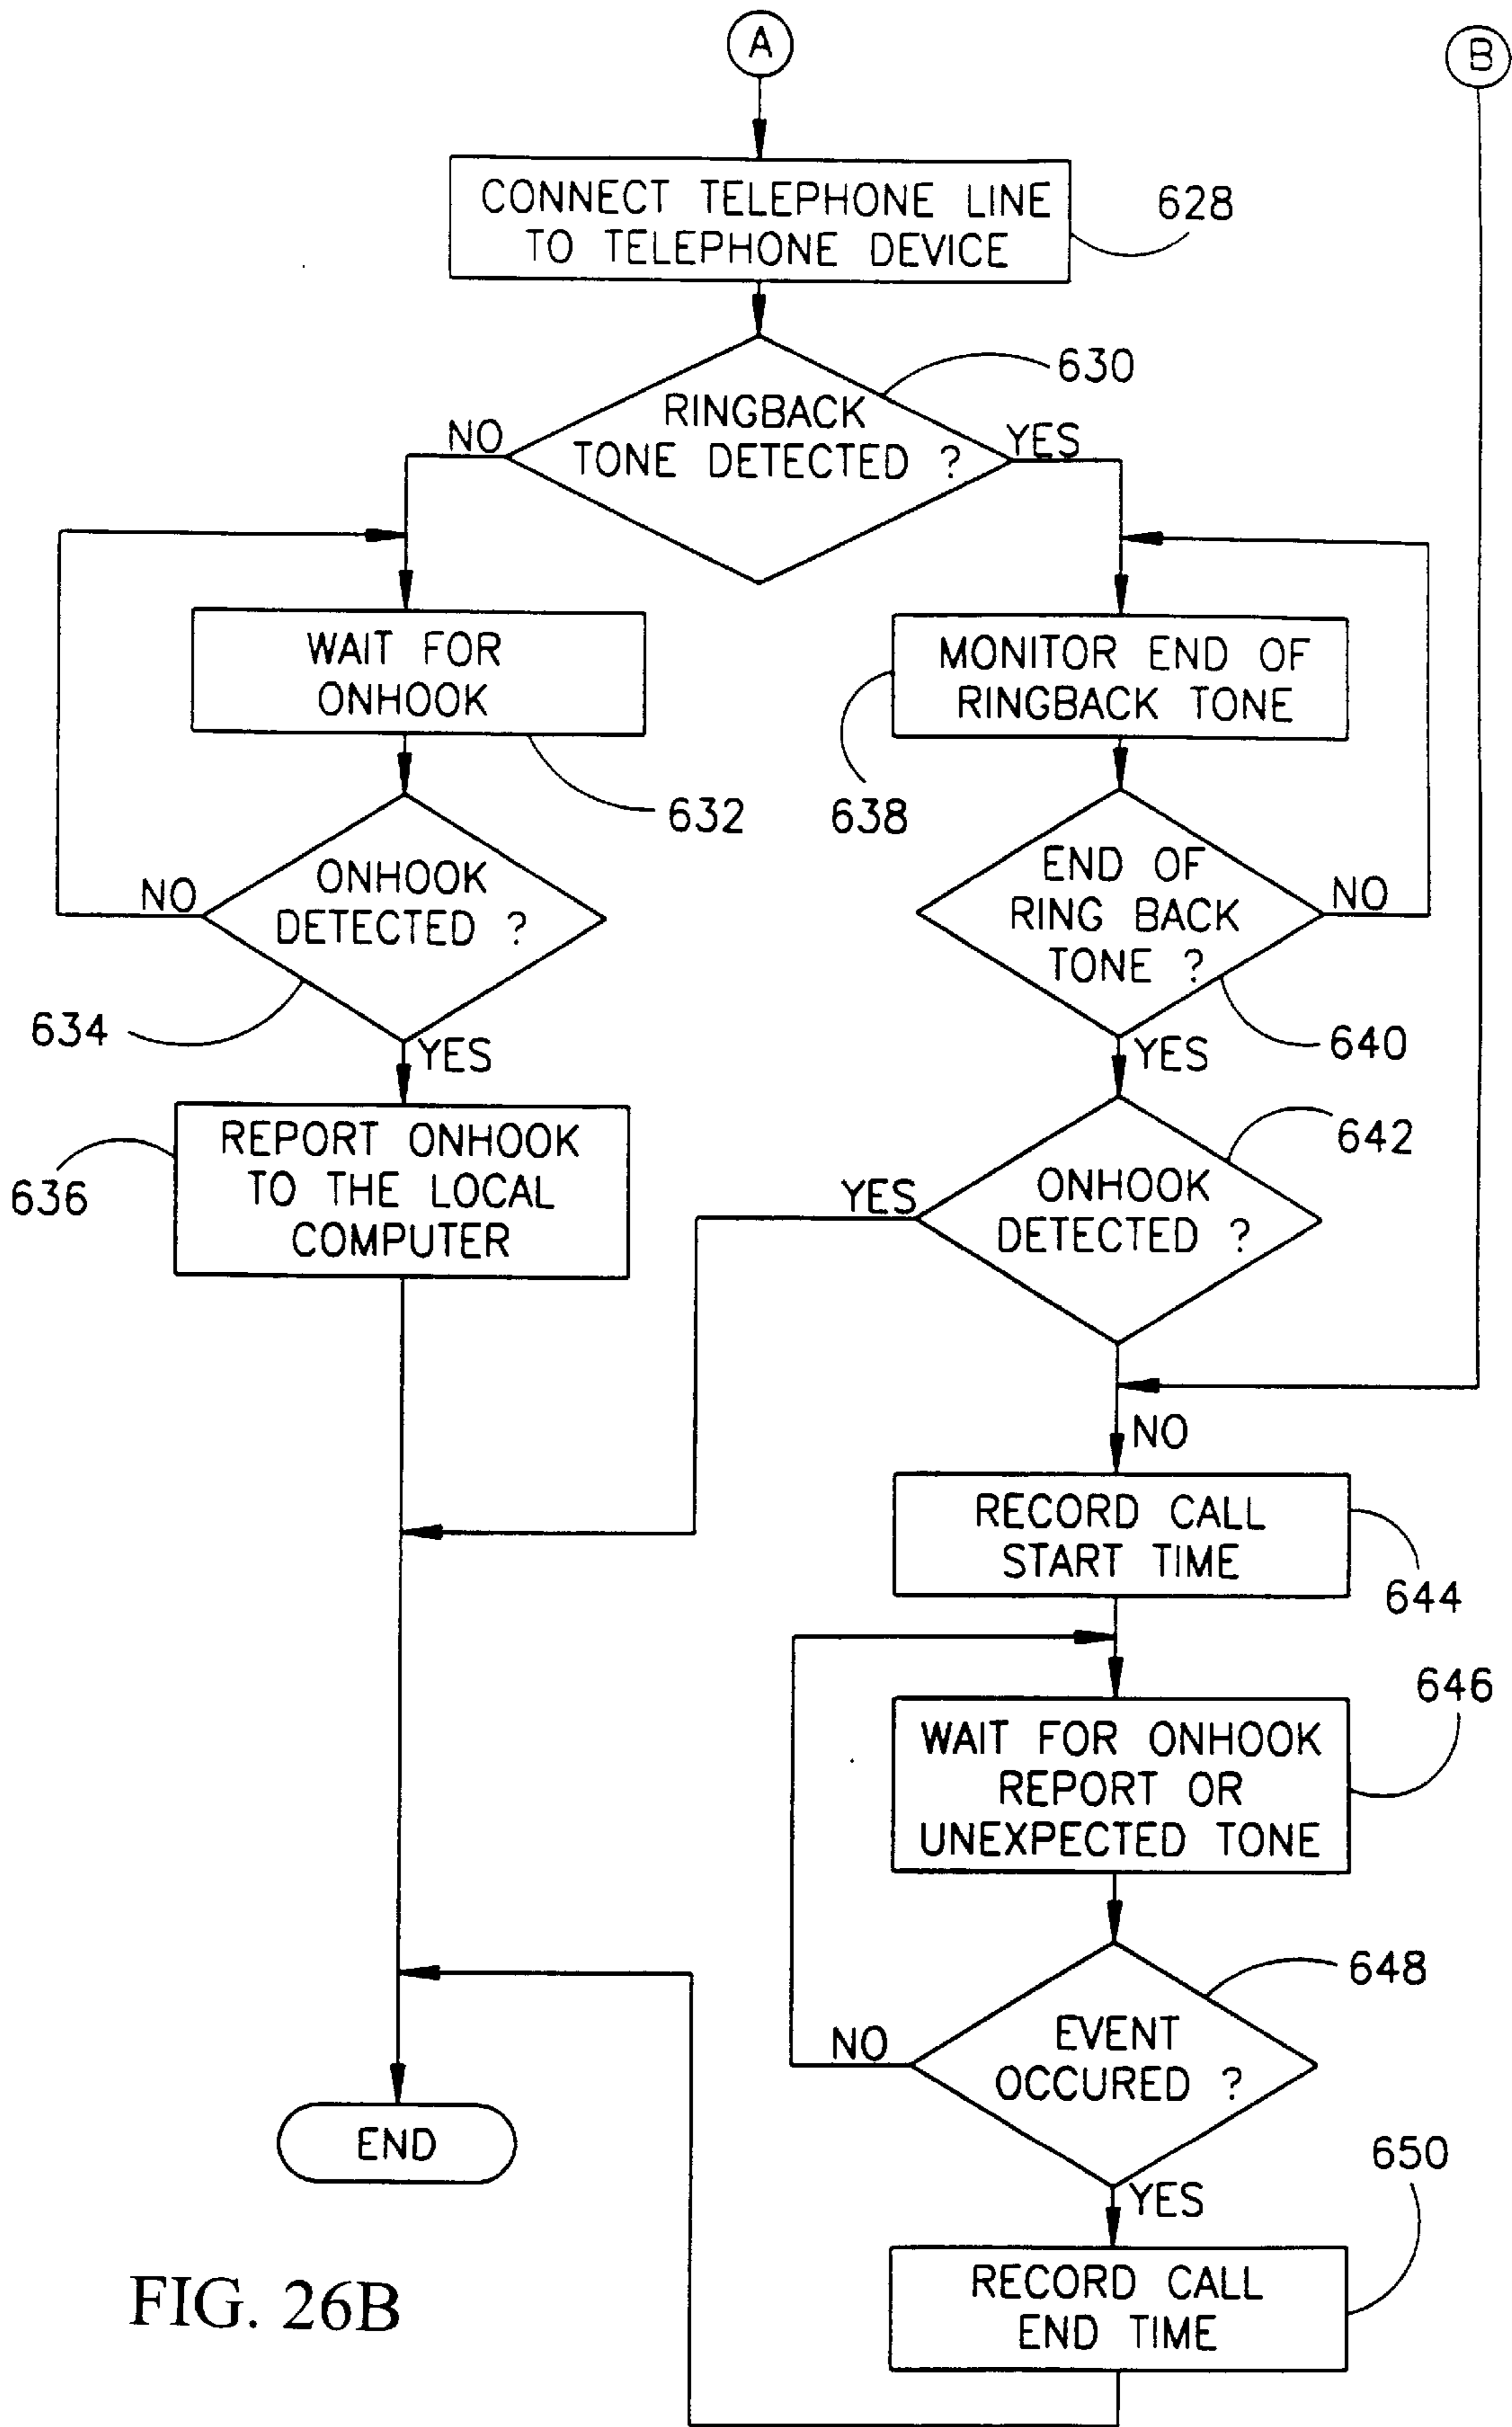 A
B
CONNECT TELEPHONE LINE
TO TELEPHONE DEVICE
628
630
RINGBACK
TONE DETECTED ?
NO
YES
WAIT FOR
ONHOOK
632
MONITOR END OF
RINGBACK TONE
638
ONHOOK
DETECTED ?
NO
634
YES
END OF
RING BACK
TONE ?
NO
640
YES
REPORT ONHOOK
TO THE LOCAL
COMPUTER
636
642
ONHOOK
DETECTED ?
YES
NO
RECORD CALL
START TIME
644
646
WAIT FOR ONHOOK
REPORT OR
UNEXPECTED TONE
648
EVENT
OCCURED ?
NO
YES
END
650
RECORD CALL
END TIME
FIG. 26B